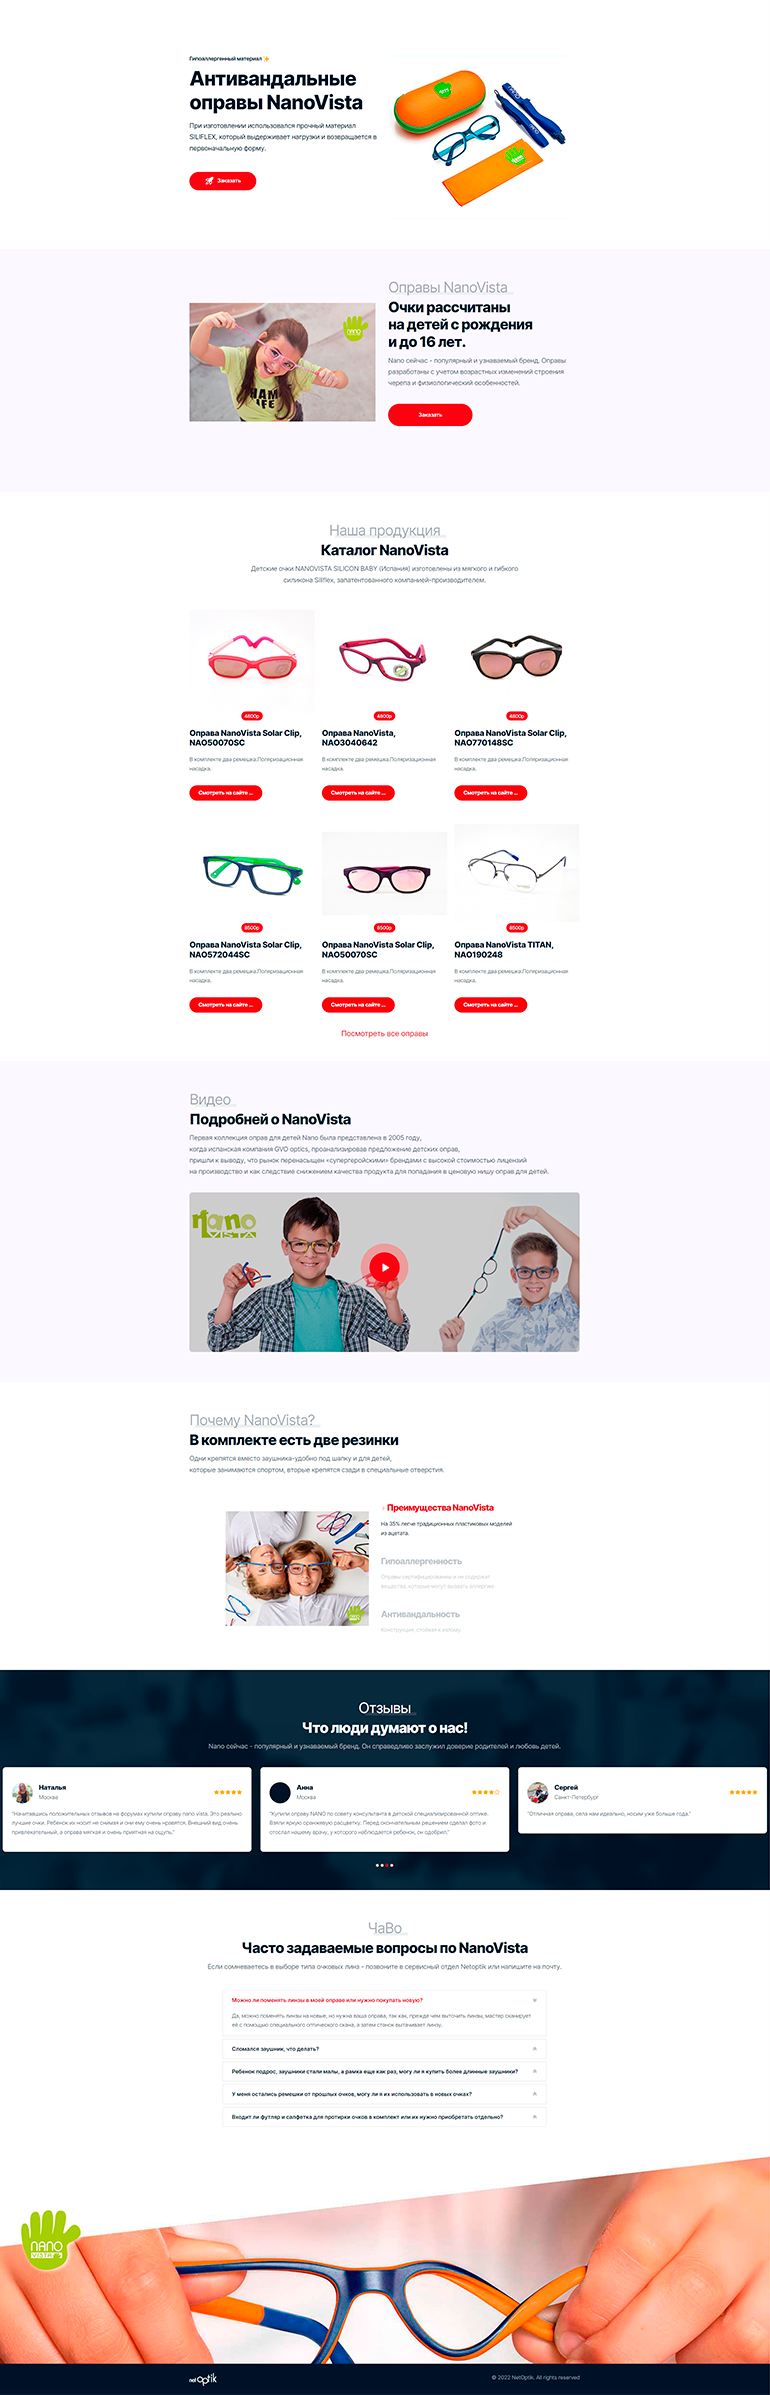 Гипоаллергенный материал
Антивандальные
оправы NanoVista
При изготовлении использовался прочный материал
SILIFLEX, который выдерживает нагрузки и возвращается в
первоначальную форму.
Заказать
Оправы NanoVista
Очки рассчитаны
на детей с рождения
и до 16 лет.
Nano сейчас - популярный и узнаваемый бренд. Оправы
разработаны с учетом возрастных изменений строения
черепа и физиологический особенностей.
Заказать
Наша продукция
Каталог NanoVista
Детские очки NANOVISTA SILICON BABY (Испания) изготовлены из мягкого и гибкого
силикона Siliflex, запатентованного компанией-производителем.
4800р
4800р
4800р
Оправа NanoVista Solar Clip,
NAO50070SC
Оправа NanoVista,
NAO3040642
Оправа NanoVista Solar Clip,
NAO770148SC
В комплекте два ремешка.Поляризационная
насадка.
В комплекте два ремешка.Поляризационная
насадка.
В комплекте два ремешка.Поляризационная
насадка.
Смотреть на сайте ...
Смотреть на сайте ...
Смотреть на сайте ...
8500р
8500р
8500р
Оправа NanoVista Solar Clip,
NAO572044SC
Оправа NanoVista Solar Clip,
NAO50070SC
Оправа NanoVista TITAN,
NAO190248
В комплекте два ремешка.Поляризационная
насадка.
В комплекте два ремешка.Поляризационная
насадка.
В комплекте два ремешка.Поляризационная
насадка.
Смотреть на сайте ...
Смотреть на сайте ...
Смотреть на сайте ...
Посмотреть все оправы
Видео
Подробней о NanoVista
Первая коллекция оправ для детей Nano была представлена в 2005 году,
когда испанская компания GVO optics, проанализировав предложение детских оправ,
пришли к выводу, что рынок перенасыщен «супергеройскими» брендами с высокой стоимостью лицензий
на производство и как следствие снижением качества продукта для попадания в ценовую нишу оправ для детей.
nano
VISTA
Почему NanoVista?
В комплекте есть две резинки
Одни крепятся вместо заушника-удобно под шапку и для детей,
которые занимаются спортом, вторые крепятся сзади в специальные отверстия.
Преимущества NanoVista
На 35% легче традиционных пластиковых моделей
из ацетата.
Гипоаллергенность
Оправы сертифицированны и не содержат
вещества, которые могут вызвать аллергию
Антивандальность
Конструкция, стойкая к излому.
Отзывы
Что люди думают о нас!
Nano сейчас - популярный и узнаваемый бренд. Он справедливо заслужил доверие родителей и любовь детей.
Наталья
Москва
"Начитавшись положительных отзывов на форумах купили оправу nano vista. Это реально
лучшие очки. Ребенок их носит не снимая и они ему очень нравятся. Внешний вид очень
привлекательный, а оправа мягкая и очень приятная на ощупь."
Анна
Москва
"Купили оправу NANO по совету консультанта в детской специализированной оптике.
Взяли яркую оранжевую расцветку. Перед окончательным решением сделал фото и
отослал нашему врачу, у которого наблюдается ребенок, он одобрил."
Сергей
Санкт-Петербург
"Отличная оправа, села нам идеально, носим уже больше года."
ЧаВо
Часто задаваемые вопросы по NanoVista
Если сомневаетесь в выборе типа очковых линз - позвоните в сервисный отдел Netoptik или напишите на почту.
Можно ли поменять линзы в моей оправе или нужно покупать новую?
Да, можно поменять линзы на новые, но нужна ваша оправа, так как, прежде чем выточить линзы, мастер сканирует
её с помощью специального оптического скана, а затем станок вытачивает линзу.
Сломался заушник, что делать?
Ребенок подрос, заушники стали малы, а рамка еще как раз, могу ли я купить более длинные заушники?
У меня остались ремешки от прошлых очков, могу ли я их использовать в новых очках?
Входит ли футляр и салфетка для протирки очков в комплект или их нужно приобретать отдельно?
NANO
VISTA
net Optik
© 2022 NetOptik. All rights reserved